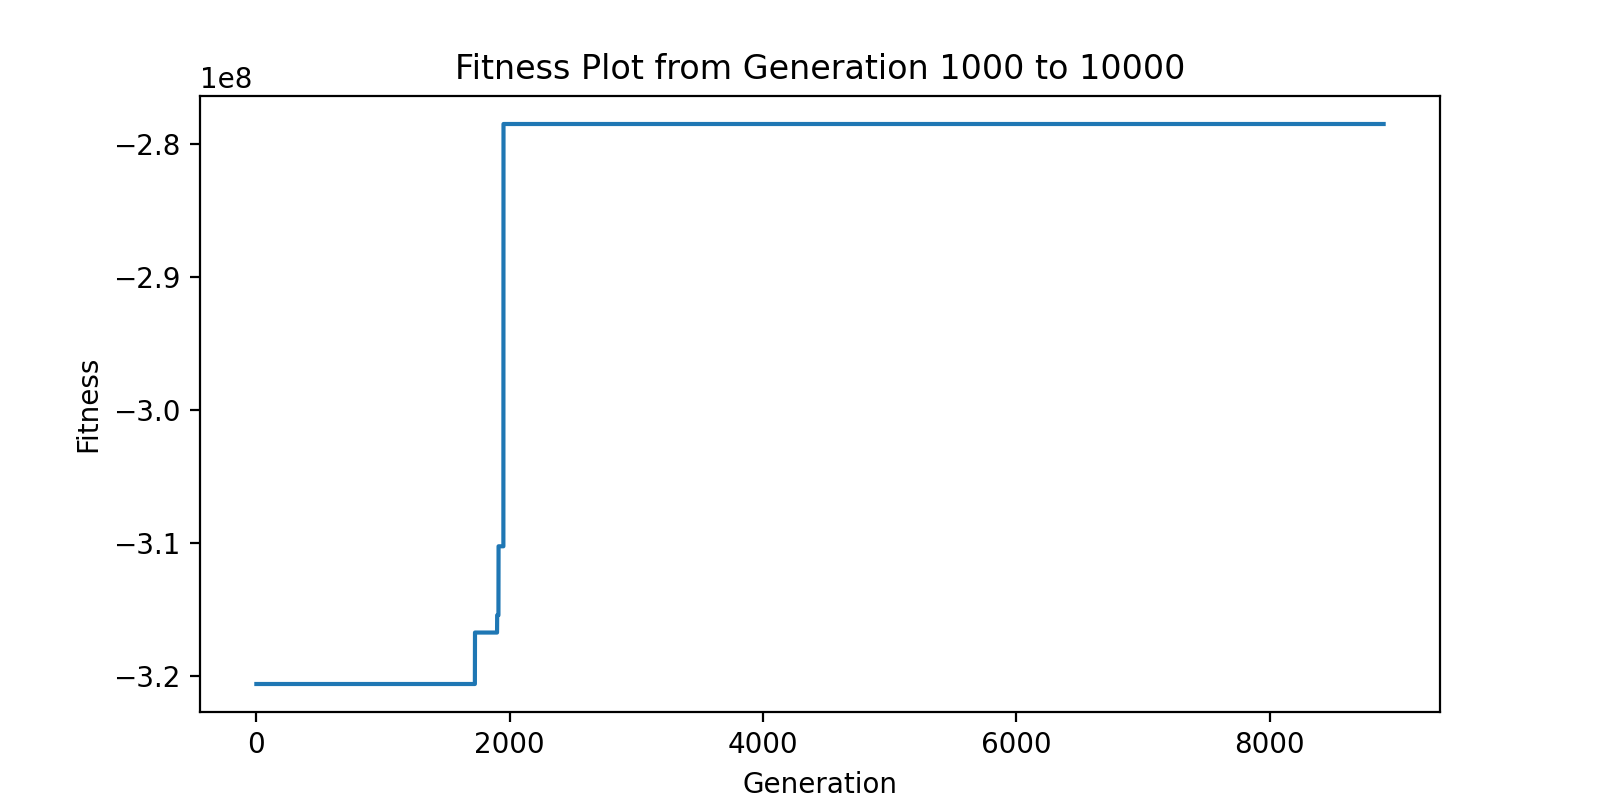 Fitness Plot from Generation 1000 to 10000
1e8
−2.8
−2.9
−3.0
−3.1
−3.2
Fitness
0 2000 4000 6000 8000
Generation